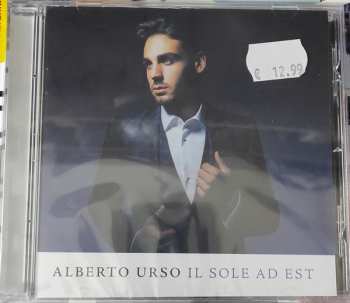 € 12.99
ALBERTO URSO IL SOLE AD EST